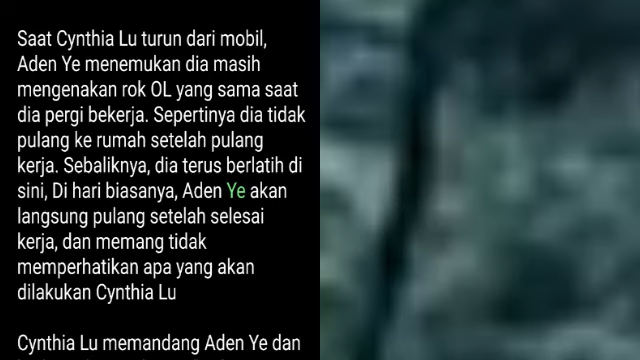 Saat Cynthia Lu turun dari mobil,
Aden Ye menemukan dia masih
mengenakan rok OL yang sama saat
dia pergi bekerja. Sepertinya dia tidak
pulang ke rumah setelah pulang
kerja. Sebaliknya, dia terus berlatih di
sini, Di hari biasanya, Aden Ye akan
langsung pulang setelah selesai
kerja, dan memang tidak
memperhatikan apa yang akan
dilakukan Cynthia Lu
Cynthia Lu memandang Aden Ye dan